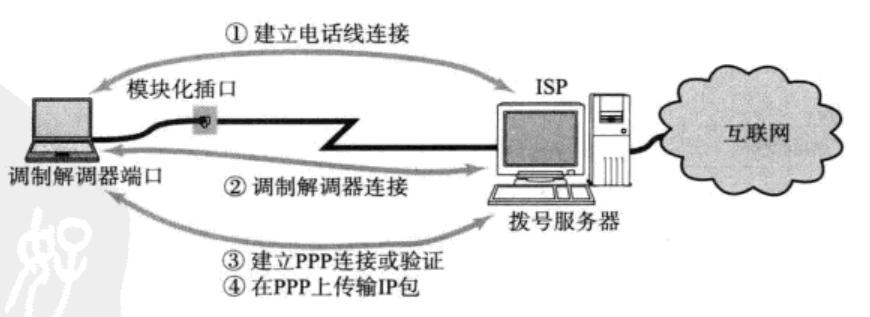 ① 建立电话线连接
模块化插口
ISP
互联网
调制解调器端口
② 调制解调器连接
拨号服务器
③ 建立PPP连接或验证
④ 在PPP上传输IP包